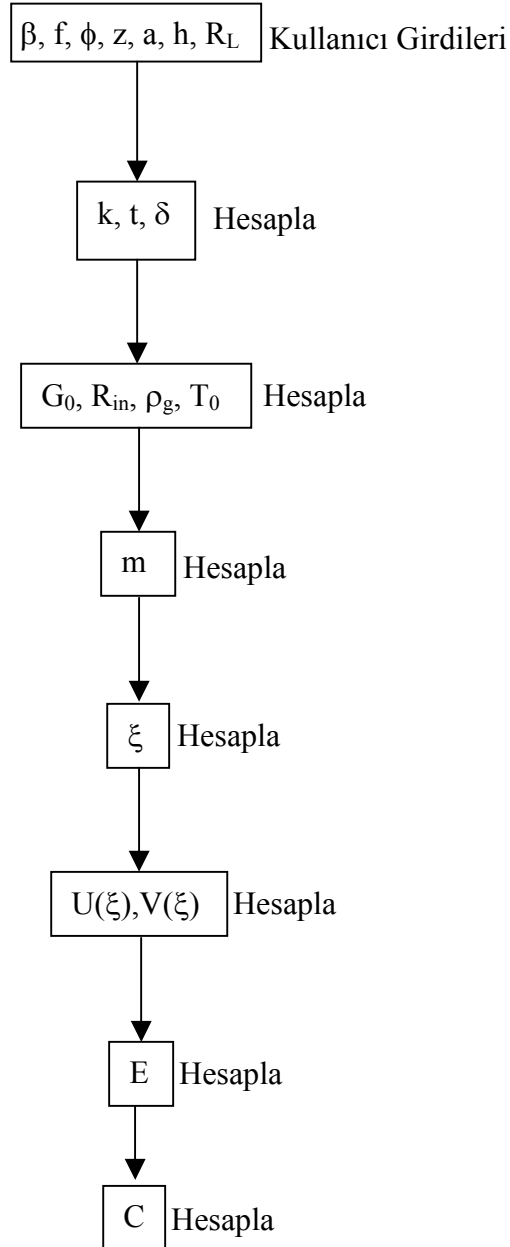 β, f, ϕ, z, a, h, R_L Kullanıcı Girdileri
k, t, δ Hesapla
G₀, R_in, ρ_g, T₀ Hesapla
m Hesapla
ξ Hesapla
U(ξ),V(ξ) Hesapla
E Hesapla
C Hesapla